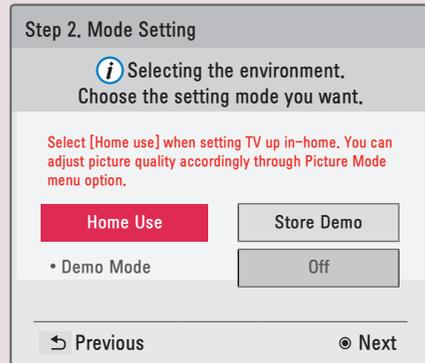 Step 2. Mode Setting
i Selecting the environment.
Choose the setting mode you want.
Select [Home use] when setting TV up in-home. You can
adjust picture quality accordingly through Picture Mode
menu option.
Home Use Store Demo
• Demo Mode Off
Previous Next